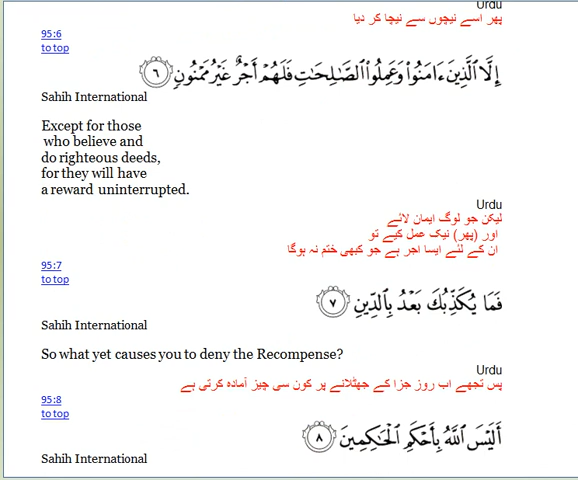 Urdu
پھر اسے نیچوں سے نیچا کر دیا
95:6
to top
إِلَّا ٱلَّذِينَ ءَامَنُوا۟ وَعَمِلُوا۟ ٱلصَّٰلِحَٰتِ فَلَهُمْ أَجْرٌ غَيْرُ مَمْنُونٍ ٦
Sahih International
Except for those
who believe and
do righteous deeds,
for they will have
a reward uninterrupted.
Urdu
لیکن جو لوگ ایمان لائے
اور (پھر) نیک عمل کیے تو
ان کے لئے ایسا اجر ہے جو کبھی ختم نہ ہوگا
95:7
to top
فَمَا يُكَذِّبُكَ بَعْدُ بِٱلدِّينِ ٧
Sahih International
So what yet causes you to deny the Recompense?
Urdu
پس تجھے اب روز جزا کے جھٹلانے پر کون سی چیز آمادہ کرتی ہے
95:8
to top
أَلَيْسَ ٱللَّهُ بِأَحْكَمِ ٱلْحَٰكِمِينَ ٨
Sahih International